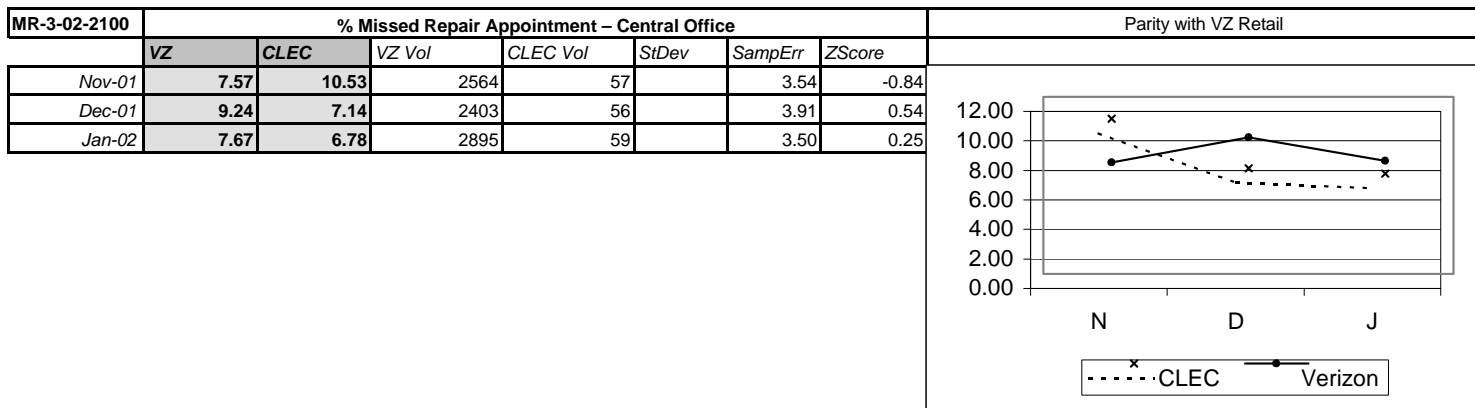 MR-3-02-2100 % Missed Repair Appointment – Central Office Parity with VZ Retail
VZ CLEC VZ Vol CLEC Vol StDev SampErr ZScore
Nov-01 7.57 10.53 2564 57 3.54 -0.84
Dec-01 9.24 7.14 2403 56 3.91 0.54
Jan-02 7.67 6.78 2895 59 3.50 0.25
12.00
10.00
8.00
6.00
4.00
2.00
0.00
N D J
CLEC Verizon